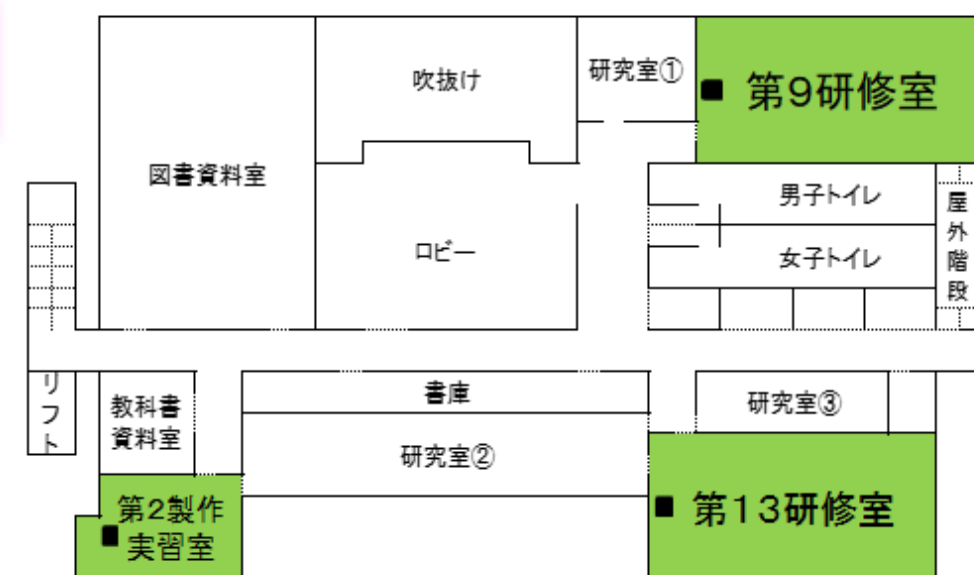 吹抜け
研究室①
第9研修室
図書資料室
男子トイレ
ロビー
女子トイレ
屋外階段
リフト
教科書
資料室
書庫
研究室③
研究室②
第2製作
実習室
第13研修室